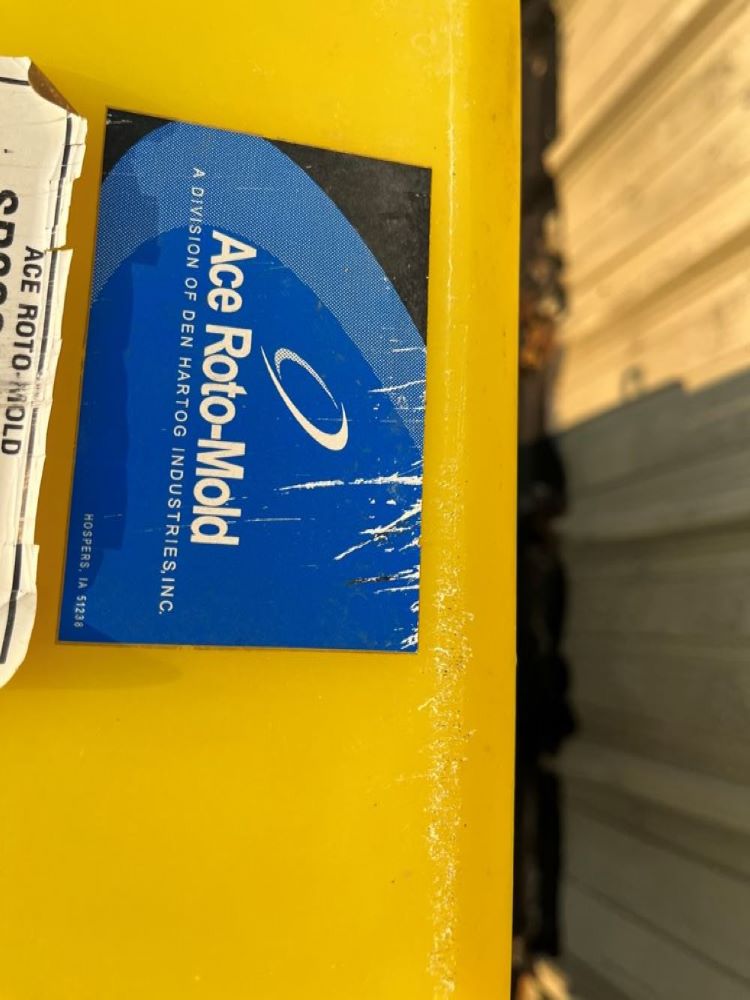 Ace Roto-Mold
A DIVISION OF DEN HARTOG INDUSTRIES,INC.
HOSPERS, IA 51238
ACE ROTO-MOLD